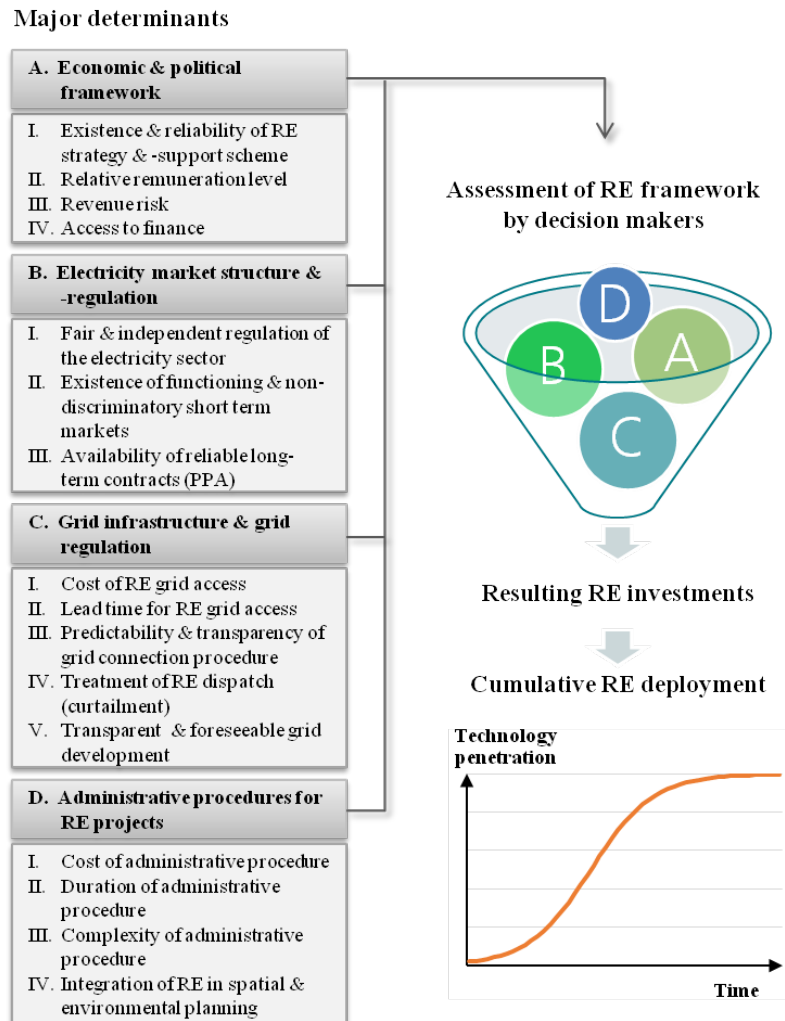 Major determinants
A. Economic & political
framework
I. Existence & reliability of RE
strategy & -support scheme
II. Relative remuneration level
III. Revenue risk
IV. Access to finance
B. Electricity market structure &
-regulation
I. Fair & independent regulation of
the electricity sector
II. Existence of functioning & non-
discriminatory short term
markets
III. Availability of reliable long-
term contracts (PPA)
C. Grid infrastructure & grid
regulation
I. Cost of RE grid access
II. Lead time for RE grid access
III. Predictability & transparency of
grid connection procedure
IV. Treatment of RE dispatch
(curtailment)
V. Transparent & foreseeable grid
development
D. Administrative procedures for
RE projects
I. Cost of administrative procedure
II. Duration of administrative
procedure
III. Complexity of administrative
procedure
IV. Integration of RE in spatial &
environmental planning
Assessment of RE framework
by decision makers
D
B
A
C
Resulting RE investments
Cumulative RE deployment
Technology
penetration
Time